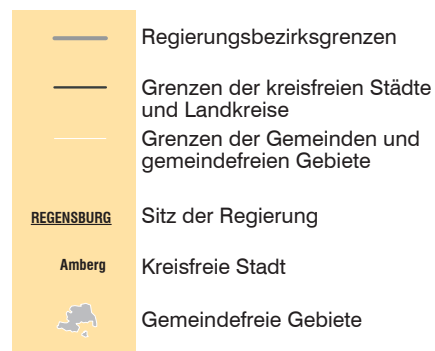 Regierungsbezirksgrenzen
Grenzen der kreisfreien Städte
und Landkreise
Grenzen der Gemeinden und
gemeindefreien Gebiete
REGENSBURG Sitz der Regierung
Amberg Kreisfreie Stadt
Gemeindefreie Gebiete